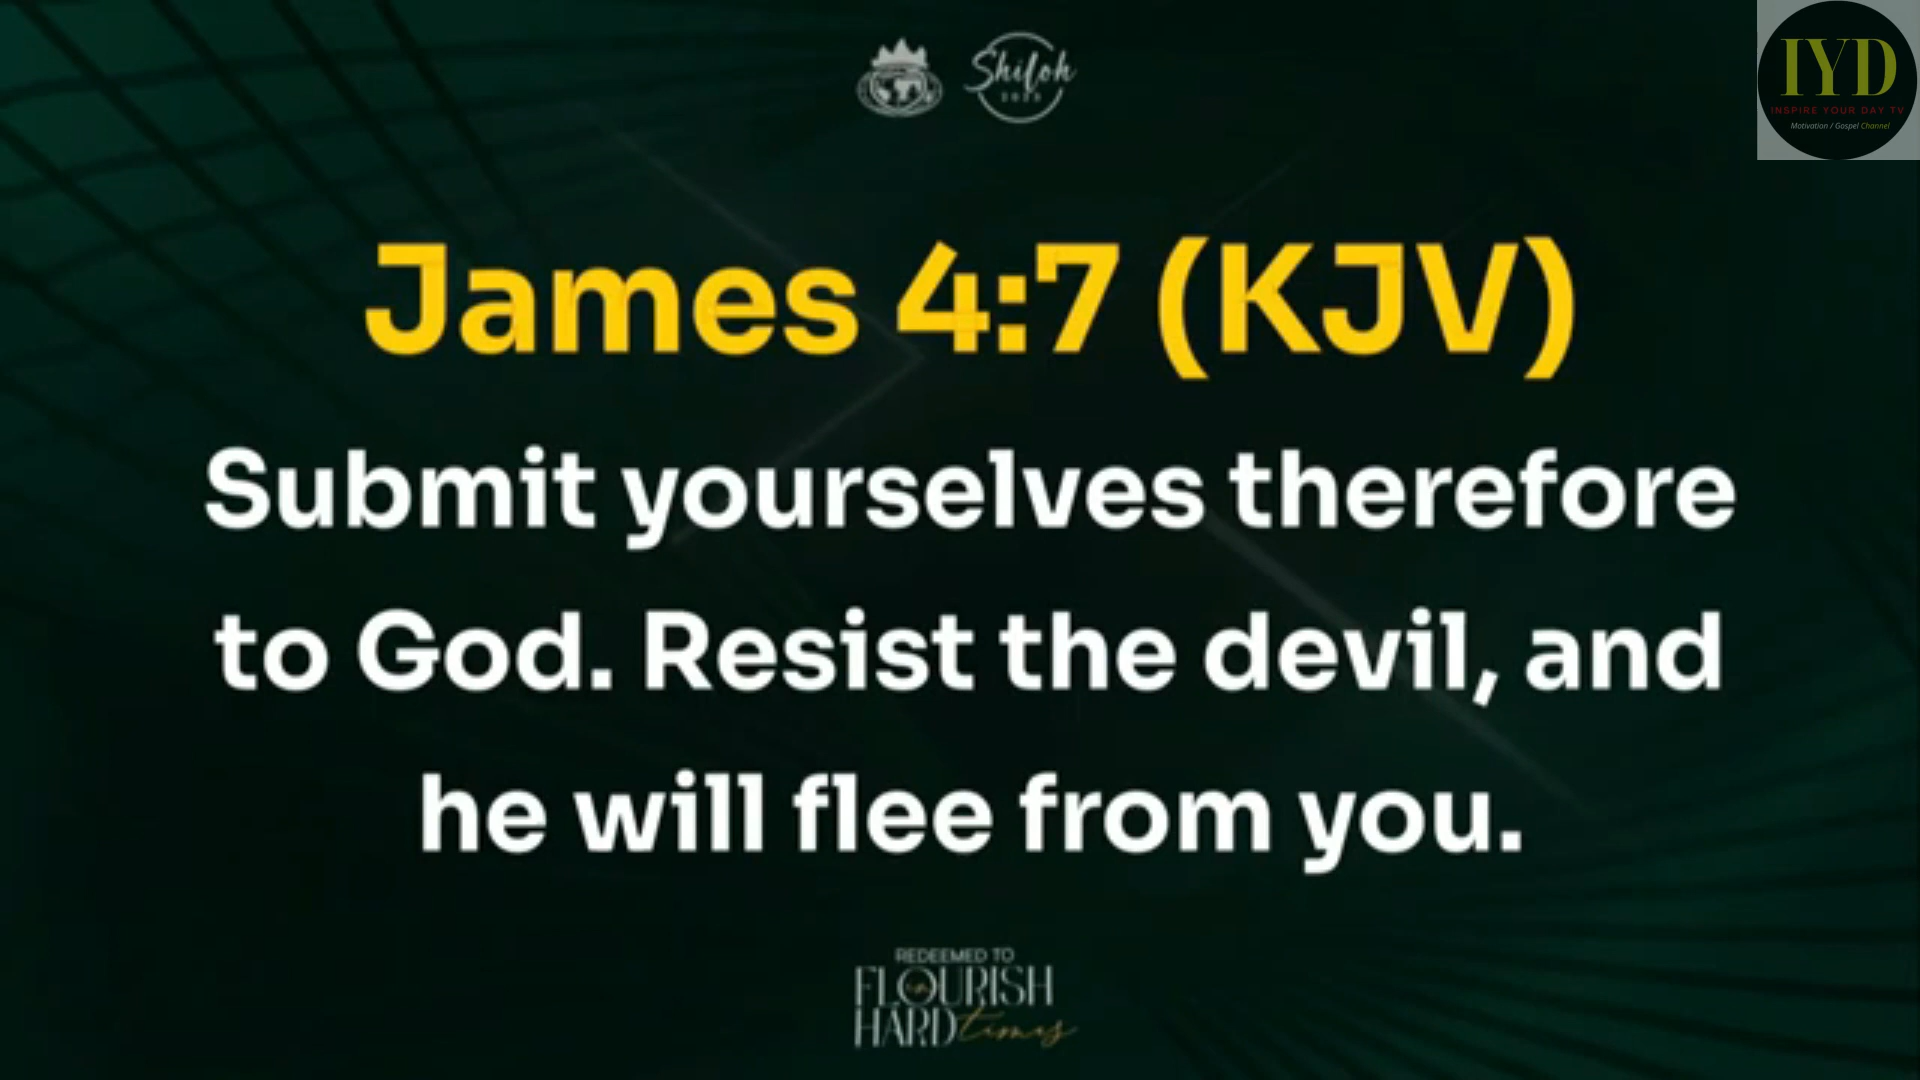 Shiloh
IYD
INSPIRE YOUR DAY TV
Motivation / Gospel Channel
James 4:7 (KJV)
Submit yourselves therefore
to God. Resist the devil, and
he will flee from you.
REDEEMED TO
FLOURISH
in
HARD times